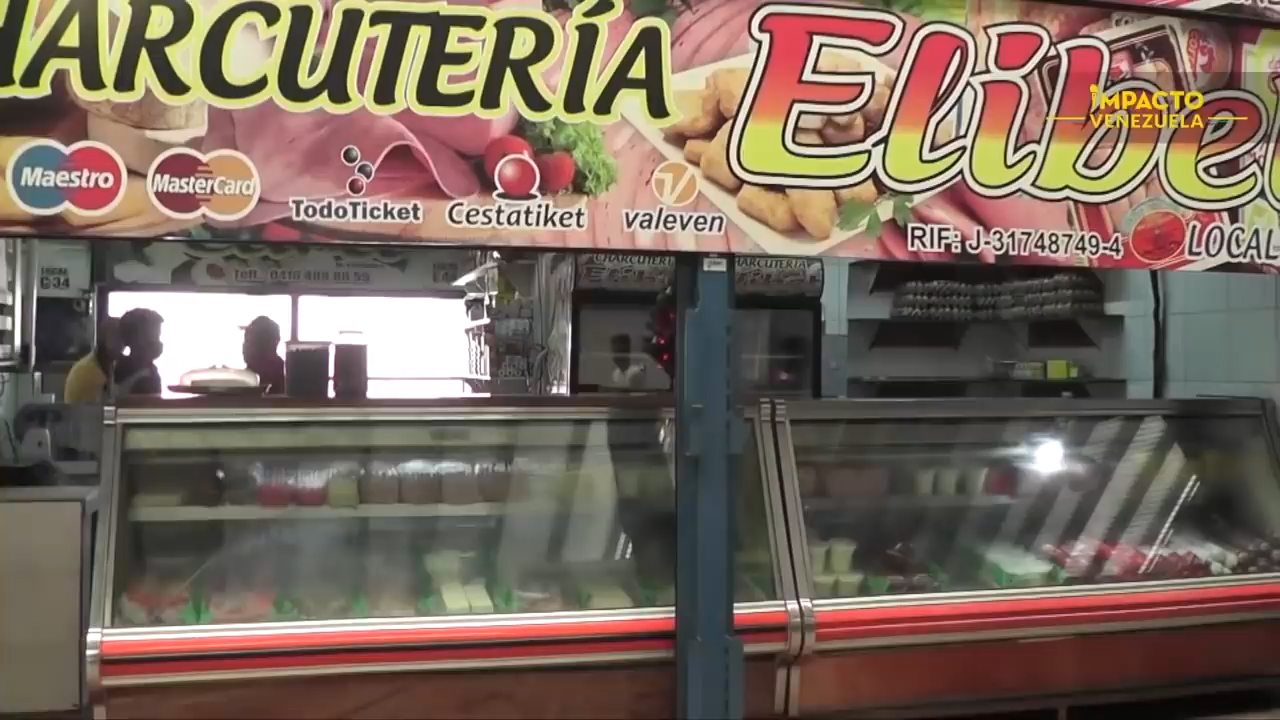 HARCUTERÍA Elibe
IMPACTO
VENEZUELA
Maestro MasterCard TodoTicket Cestatiket valeven
RIF: J-31748749-4 LOCAL
CHARCUTERIA
CHARCUTERIA